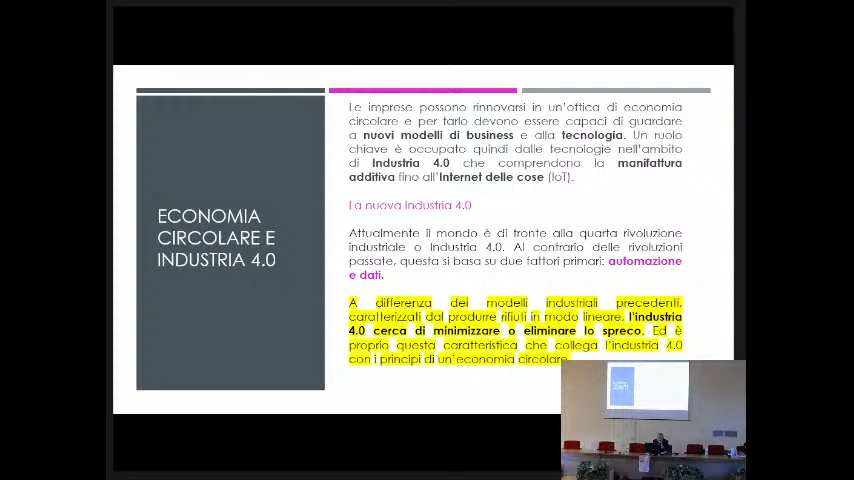 ECONOMIA
CIRCOLARE E
INDUSTRIA 4.0
Le imprese possono rinnovarsi in un'ottica di economia
circolare e per farlo devono essere capaci di guardare
a nuovi modelli di business e alla tecnologia. Un ruolo
chiave è occupato quindi dalle tecnologie nell'ambito
di Industria 4.0 che comprendono la manifattura
additiva fino all'Internet delle cose (IoT).
La nuova Industria 4.0
Attualmente il mondo è di fronte alla quarta rivoluzione
industriale o Industria 4.0. Al contrario delle rivoluzioni
passate, questa si basa su due fattori primari: automazione
e dati.
A differenza dei modelli industriali precedenti,
caratterizzati dal produrre rifiuti in modo lineare, l'industria
4.0 cerca di minimizzare o eliminare lo spreco. Ed è
proprio questa caratteristica che collega l'industria 4.0
con i principi di un'economia circolare.